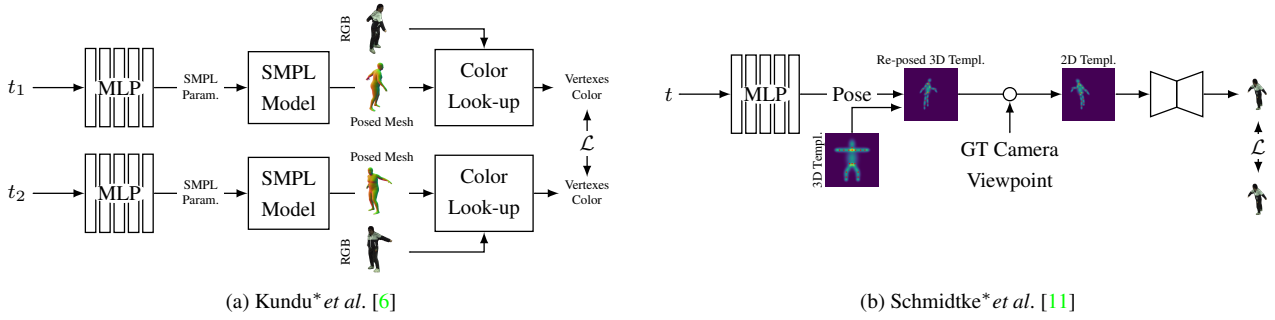 RGB
t1
MLP
SMPL
Param.
SMPL
Model
Posed Mesh
Color
Look-up
Vertexes
Color
ℒ
t2
MLP
SMPL
Param.
SMPL
Model
Posed Mesh
RGB
Color
Look-up
Vertexes
Color
(a) Kundu* et al. [6]
t
MLP
Pose
3D Templ.
Re-posed 3D Templ.
GT Camera
Viewpoint
2D Templ.
ℒ
(b) Schmidtke* et al. [11]